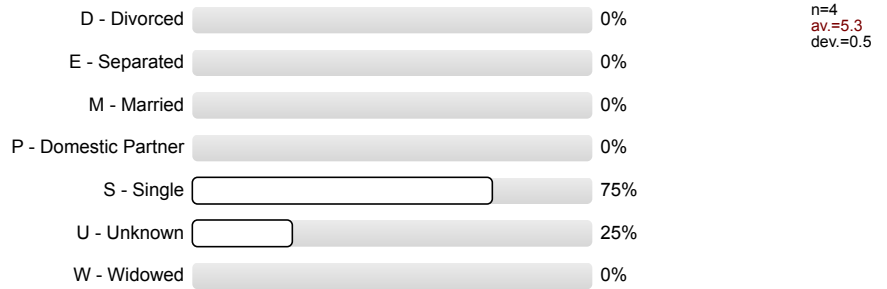 D - Divorced 0%
E - Separated 0%
M - Married 0%
P - Domestic Partner 0%
S - Single 75%
U - Unknown 25%
W - Widowed 0%
n=4
av.=5.3
dev.=0.5